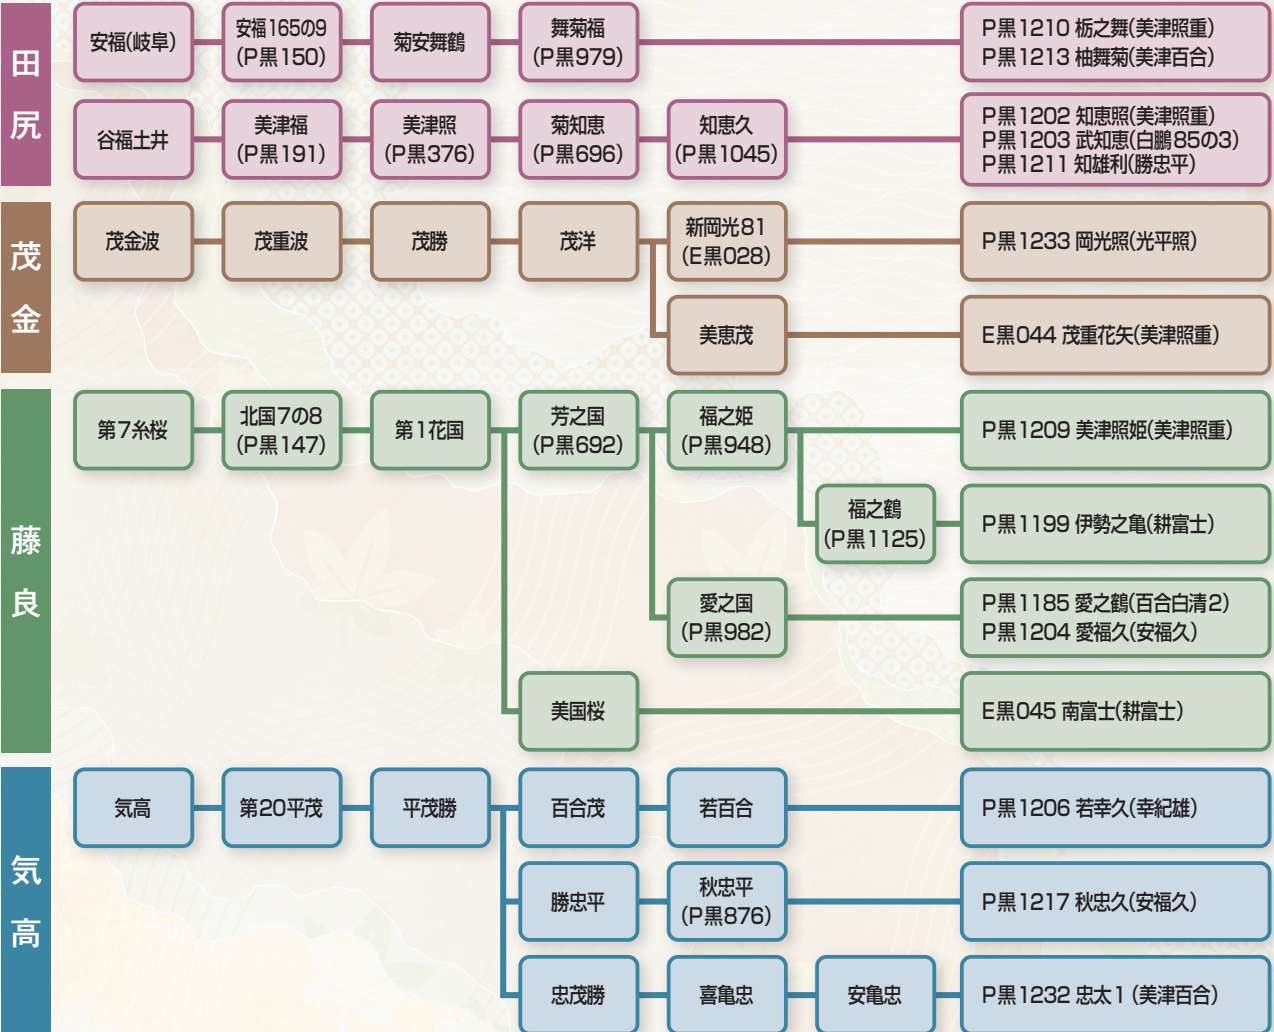 田尻
安福(岐阜)
安福165の9
(P黒150)
菊安舞鶴
舞菊福
(P黒979)
P黒1210 栃之舞(美津照重)
P黒1213 柚舞菊(美津百合)
谷福土井
美津福
(P黒191)
美津照
(P黒376)
菊知恵
(P黒696)
知恵久
(P黒1045)
P黒1202 知恵照(美津照重)
P黒1203 武知恵(白鵬85の3)
P黒1211 知雄利(勝忠平)
茂金
茂金波
茂重波
茂勝
茂洋
新岡光81
(E黒028)
P黒1233 岡光照(光平照)
美恵茂
E黒044 茂重花矢(美津照重)
藤良
第7糸桜
北国7の8
(P黒147)
第1花国
芳之国
(P黒692)
福之姫
(P黒948)
P黒1209 美津照姫(美津照重)
福之鶴
(P黒1125)
P黒1199 伊勢之亀(耕富士)
愛之国
(P黒982)
P黒1185 愛之鶴(百合白清2)
P黒1204 愛福久(安福久)
美国桜
E黒045 南富士(耕富士)
気高
気高
第20平茂
平茂勝
百合茂
若百合
P黒1206 若幸久(幸紀雄)
勝忠平
秋忠平
(P黒876)
P黒1217 秋忠久(安福久)
忠茂勝
喜亀忠
安亀忠
P黒1232 忠太1(美津百合)